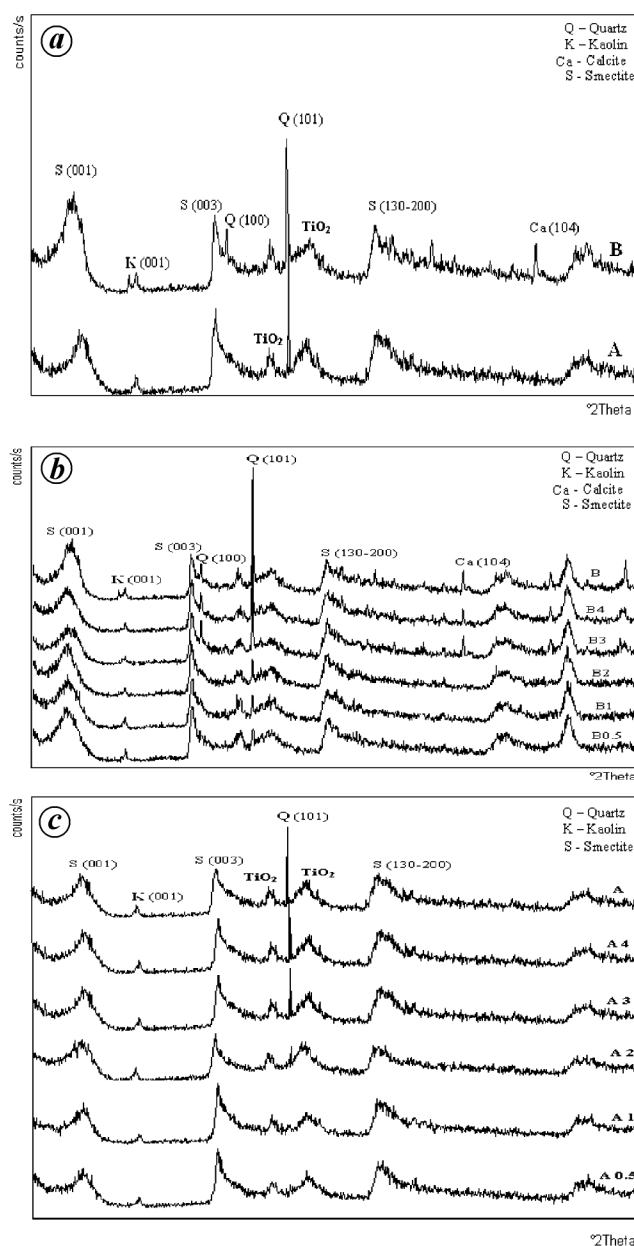 counts/s
a
Q – Quartz
K – Kaolin
Ca - Calcite
S - Smectite
Q (101)
S (001)
S (003)
Q (100)
TiO2
S (130-200)
Ca (104)
K (001)
B
TiO2
A
°2Theta
counts/s
b
Q – Quartz
K – Kaolin
Ca – Calcite
S - Smectite
Q (101)
S (001)
S (003)
Q (100)
S (130-200)
Ca (104)
K (001)
B
B4
B3
B2
B1
B0.5
°2Theta
counts/s
c
Q – Quartz
K – Kaolin
S - Smectite
Q (101)
S (001)
S (003)
TiO2
TiO2
S (130-200)
K (001)
A
A 4
A 3
A 2
A 1
A 0.5
°2Theta